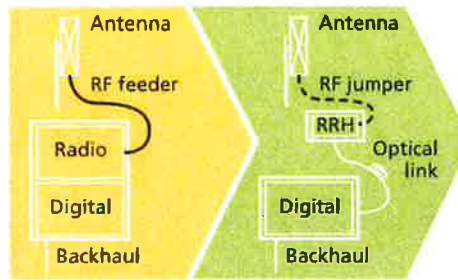 Antenna
RF feeder
Radio
Digital
Backhaul
Antenna
RF jumper
RRH
Optical
link
Digital
Backhaul